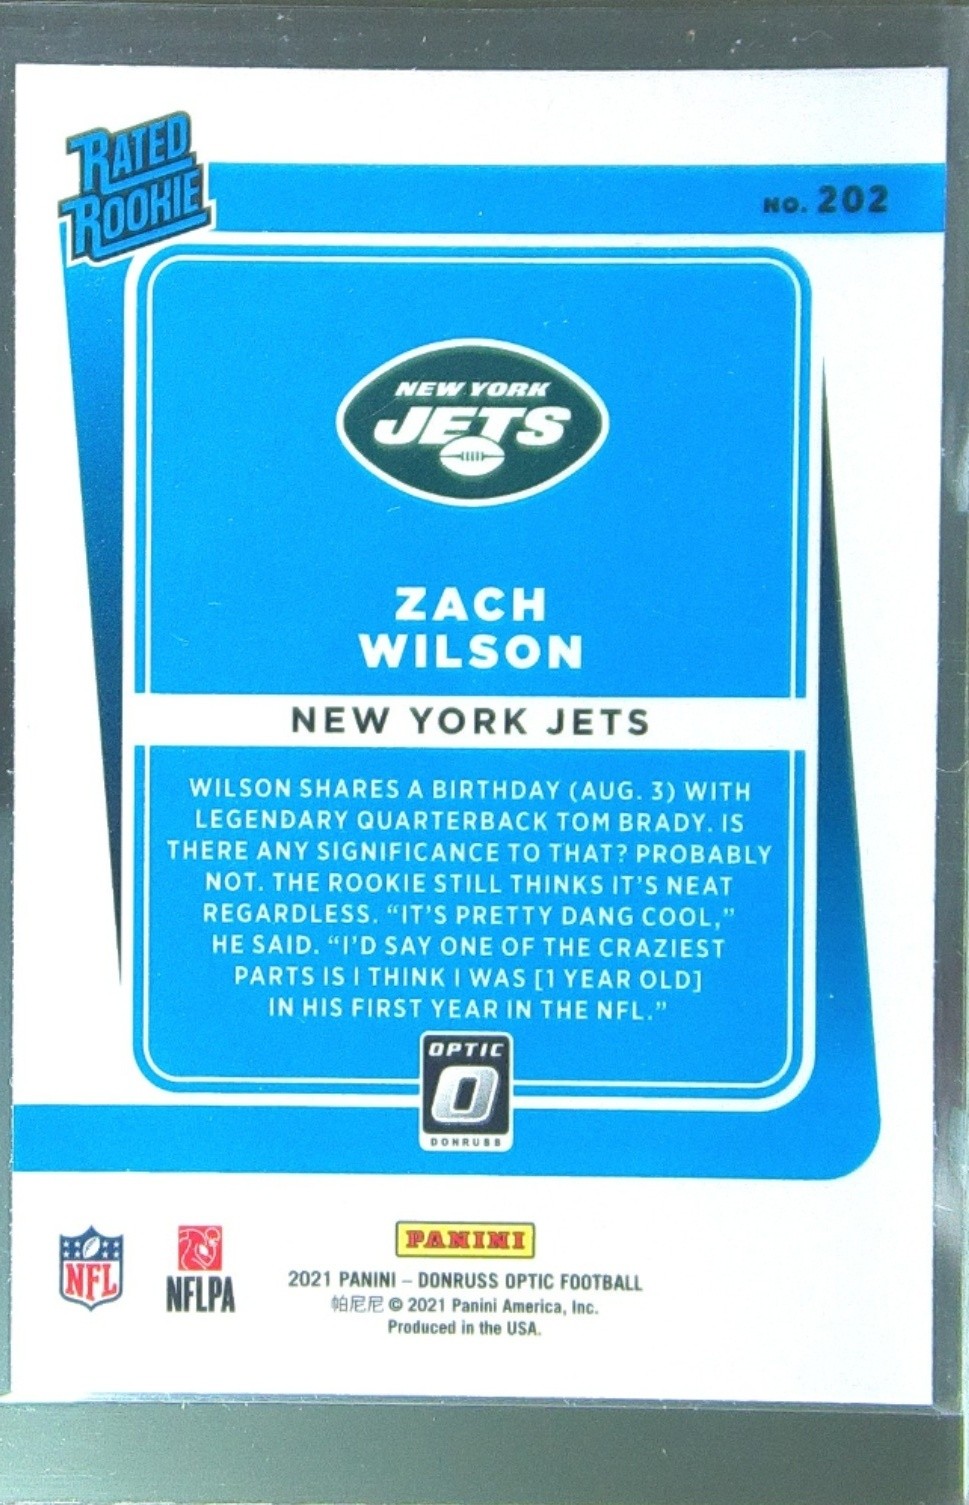 RATED
ROOKIE
NO. 202
NEW YORK
JETS
ZACH
WILSON
NEW YORK JETS
WILSON SHARES A BIRTHDAY (AUG. 3) WITH
LEGENDARY QUARTERBACK TOM BRADY. IS
THERE ANY SIGNIFICANCE TO THAT? PROBABLY
NOT. THE ROOKIE STILL THINKS IT'S NEAT
REGARDLESS. “IT'S PRETTY DANG COOL,”
HE SAID. “I'D SAY ONE OF THE CRAZIEST
PARTS IS I THINK I WAS [1 YEAR OLD]
IN HIS FIRST YEAR IN THE NFL.”
OPTIC
O
DONRUSS
NFL
NFLPA
PANINI
2021 PANINI – DONRUSS OPTIC FOOTBALL
帕尼尼 © 2021 Panini America, Inc.
Produced in the USA.